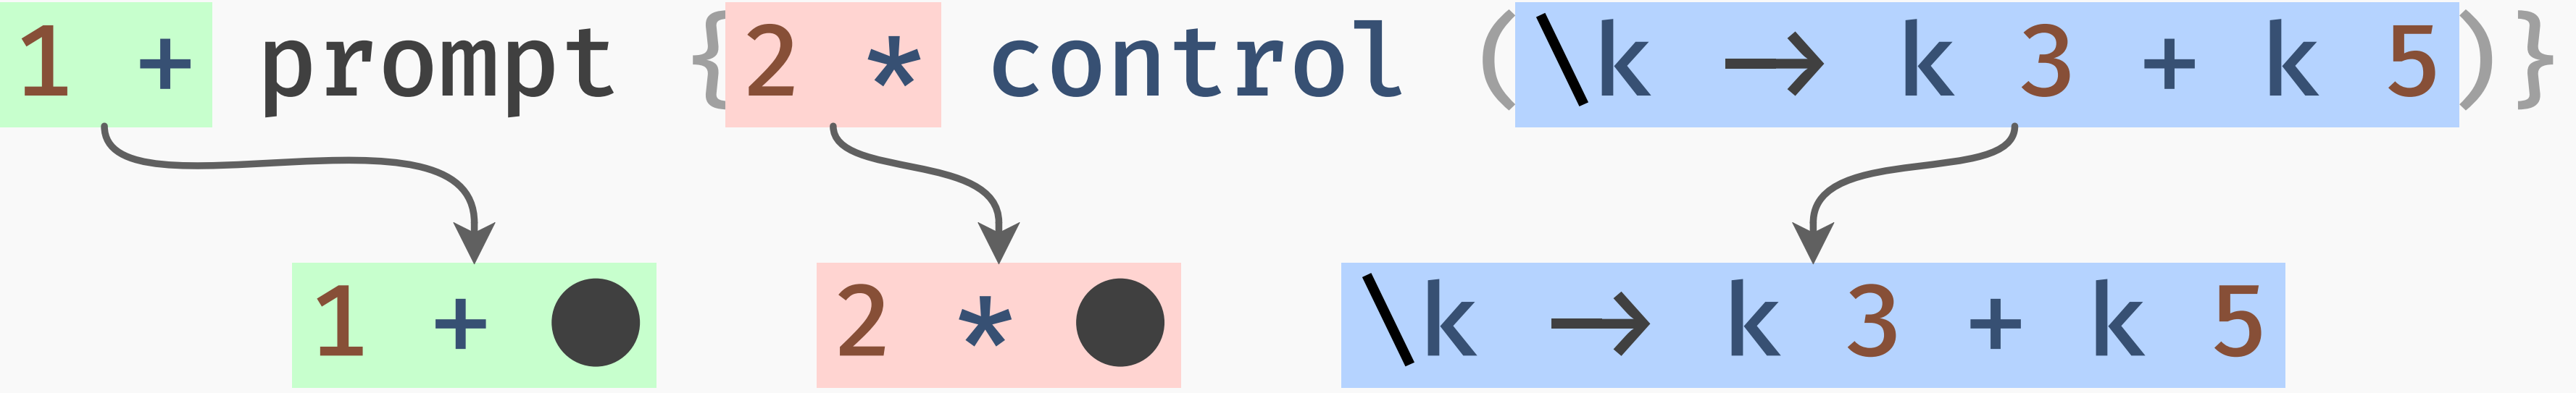 1 + prompt {2 * control (\k → k 3 + k 5)}
1 + ● 2 * ● \k → k 3 + k 5